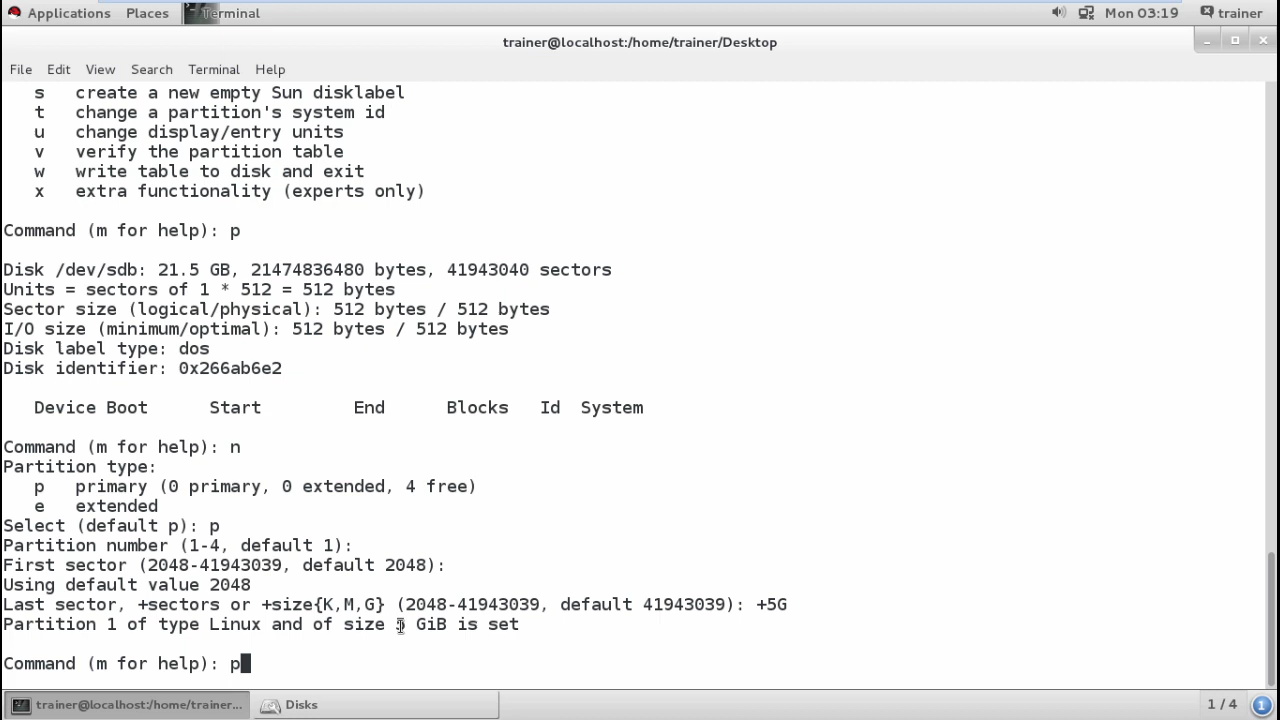 Applications Places Terminal Mon 03:19 trainer
trainer@localhost:/home/trainer/Desktop
File Edit View Search Terminal Help
s create a new empty Sun disklabel
t change a partition's system id
u change display/entry units
v verify the partition table
w write table to disk and exit
x extra functionality (experts only)
Command (m for help): p
Disk /dev/sdb: 21.5 GB, 21474836480 bytes, 41943040 sectors
Units = sectors of 1 * 512 = 512 bytes
Sector size (logical/physical): 512 bytes / 512 bytes
I/O size (minimum/optimal): 512 bytes / 512 bytes
Disk label type: dos
Disk identifier: 0x266ab6e2
Device Boot Start End Blocks Id System
Command (m for help): n
Partition type:
p primary (0 primary, 0 extended, 4 free)
e extended
Select (default p): p
Partition number (1-4, default 1):
First sector (2048-41943039, default 2048):
Using default value 2048
Last sector, +sectors or +size{K,M,G} (2048-41943039, default 41943039): +5G
Partition 1 of type Linux and of size 5 GiB is set
Command (m for help): p
trainer@localhost:/home/trainer... Disks 1 / 4 1